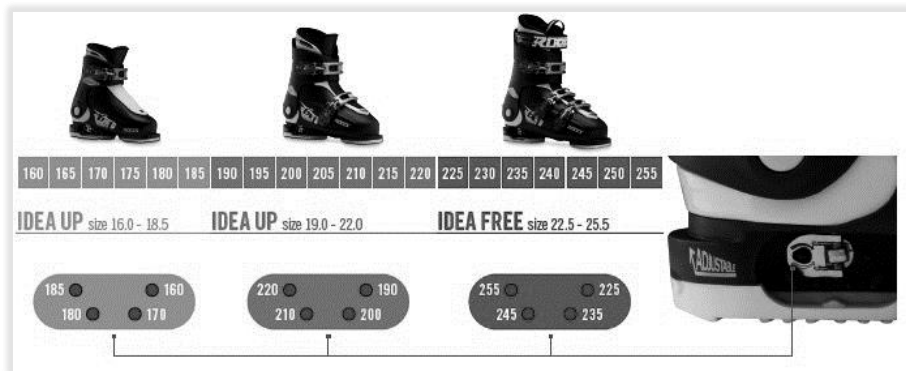 160 165 170 175 180 185 190 195 200 205 210 215 220 225 230 235 240 245 250 255
IDEA UP size 16.0 - 18.5
IDEA UP size 19.0 - 22.0
IDEA FREE size 22.5 - 25.5
ADJUSTABLE
185 160
180 170
220 190
210 200
255 225
245 235